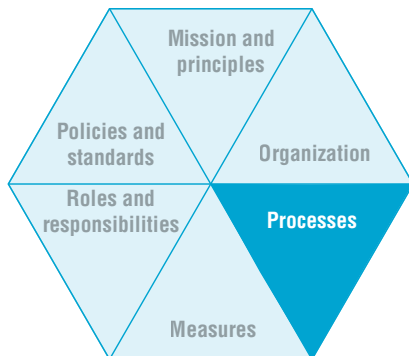 Mission and
principles
Policies and
standards
Organization
Roles and
responsibilities
Processes
Measures